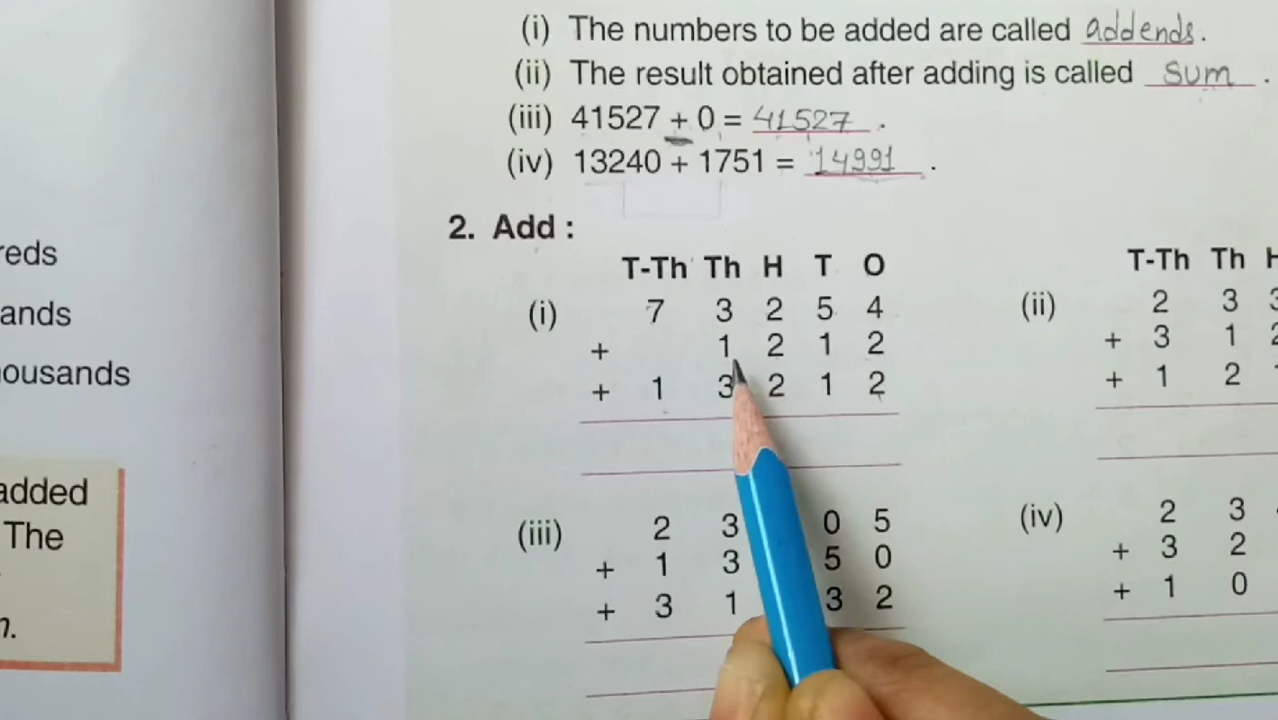 reds
ands
ousands
added
The
n.
(i) The numbers to be added are called addends.
(ii) The result obtained after adding is called sum.
(iii) 41527 + 0 = 41527.
(iv) 13240 + 1751 = 14991.
2. Add :
T-Th Th H T O
(i) 7 3 2 5 4
+ 1 2 1 2
+ 1 3 2 1 2
T-Th Th H
(ii) 2 3 3
+ 3 1 2
+ 1 2
(iii) 2 3 0 5
+ 1 3 5 0
+ 3 1 3 2
(iv) 2 3
+ 3 2
+ 1 0